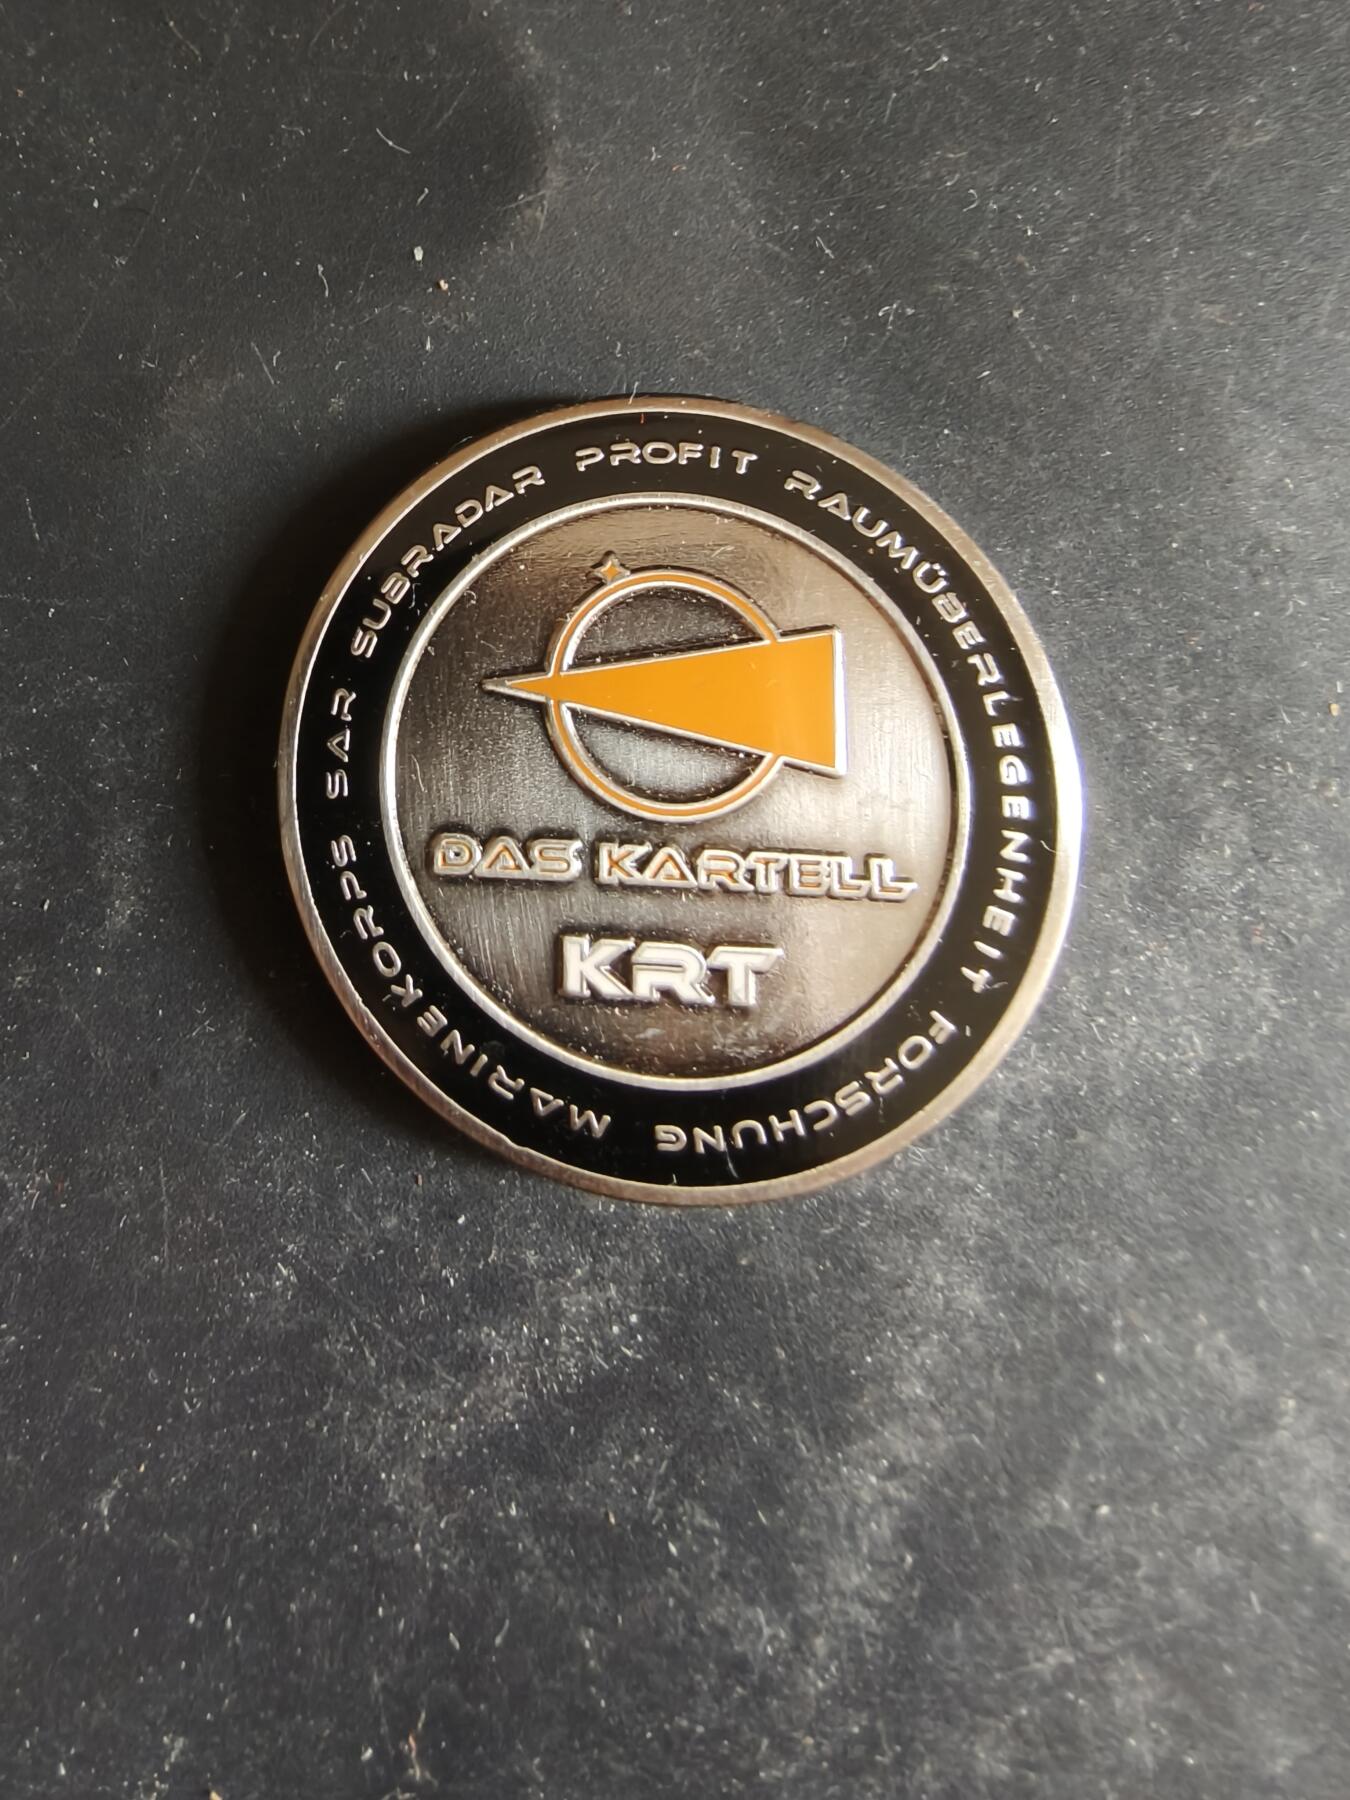 SUBRADAR PROFIT RAUMÜBERLEGENHEIT FORSCHUNG MARINEKORPS SAR
DAS KARTELL
KRT